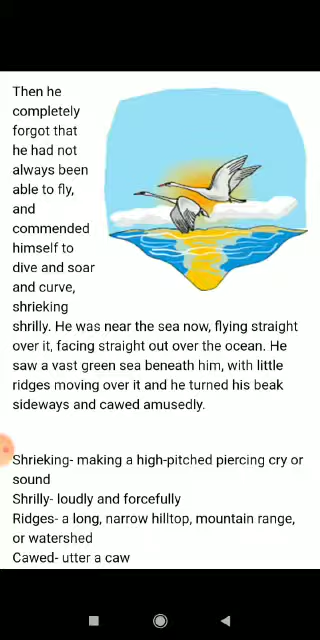 Then he
completely
forgot that
he had not
always been
able to fly,
and
commended
himself to
dive and soar
and curve,
shrieking
shrilly. He was near the sea now, flying straight
over it, facing straight out over the ocean. He
saw a vast green sea beneath him, with little
ridges moving over it and he turned his beak
sideways and cawed amusedly.
Shrieking- making a high-pitched piercing cry or
sound
Shrilly- loudly and forcefully
Ridges- a long, narrow hilltop, mountain range,
or watershed
Cawed- utter a caw